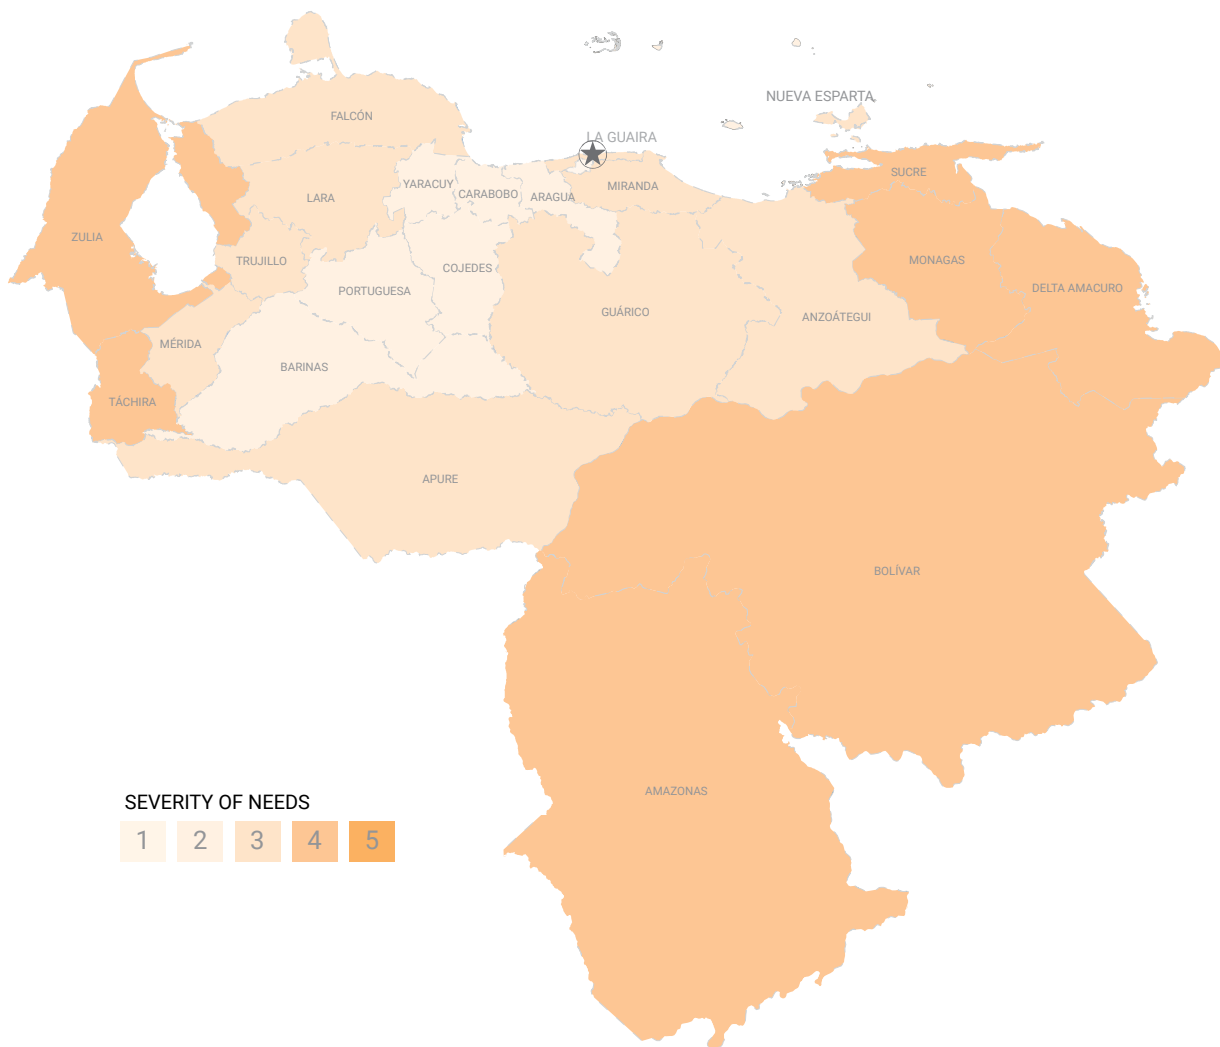 NUEVA ESPARTA
FALCÓN
LA GUAIRA
YARACUY
CARABOBO
ARAGUA
MIRANDA
SUCRE
LARA
ZULIA
TRUJILLO
COJEDES
MONAGAS
PORTUGUESA
DELTA AMACURO
GUÁRICO
ANZOÁTEGUI
MÉRIDA
BARINAS
TÁCHIRA
APURE
BOLÍVAR
AMAZONAS
SEVERITY OF NEEDS
1 2 3 4 5